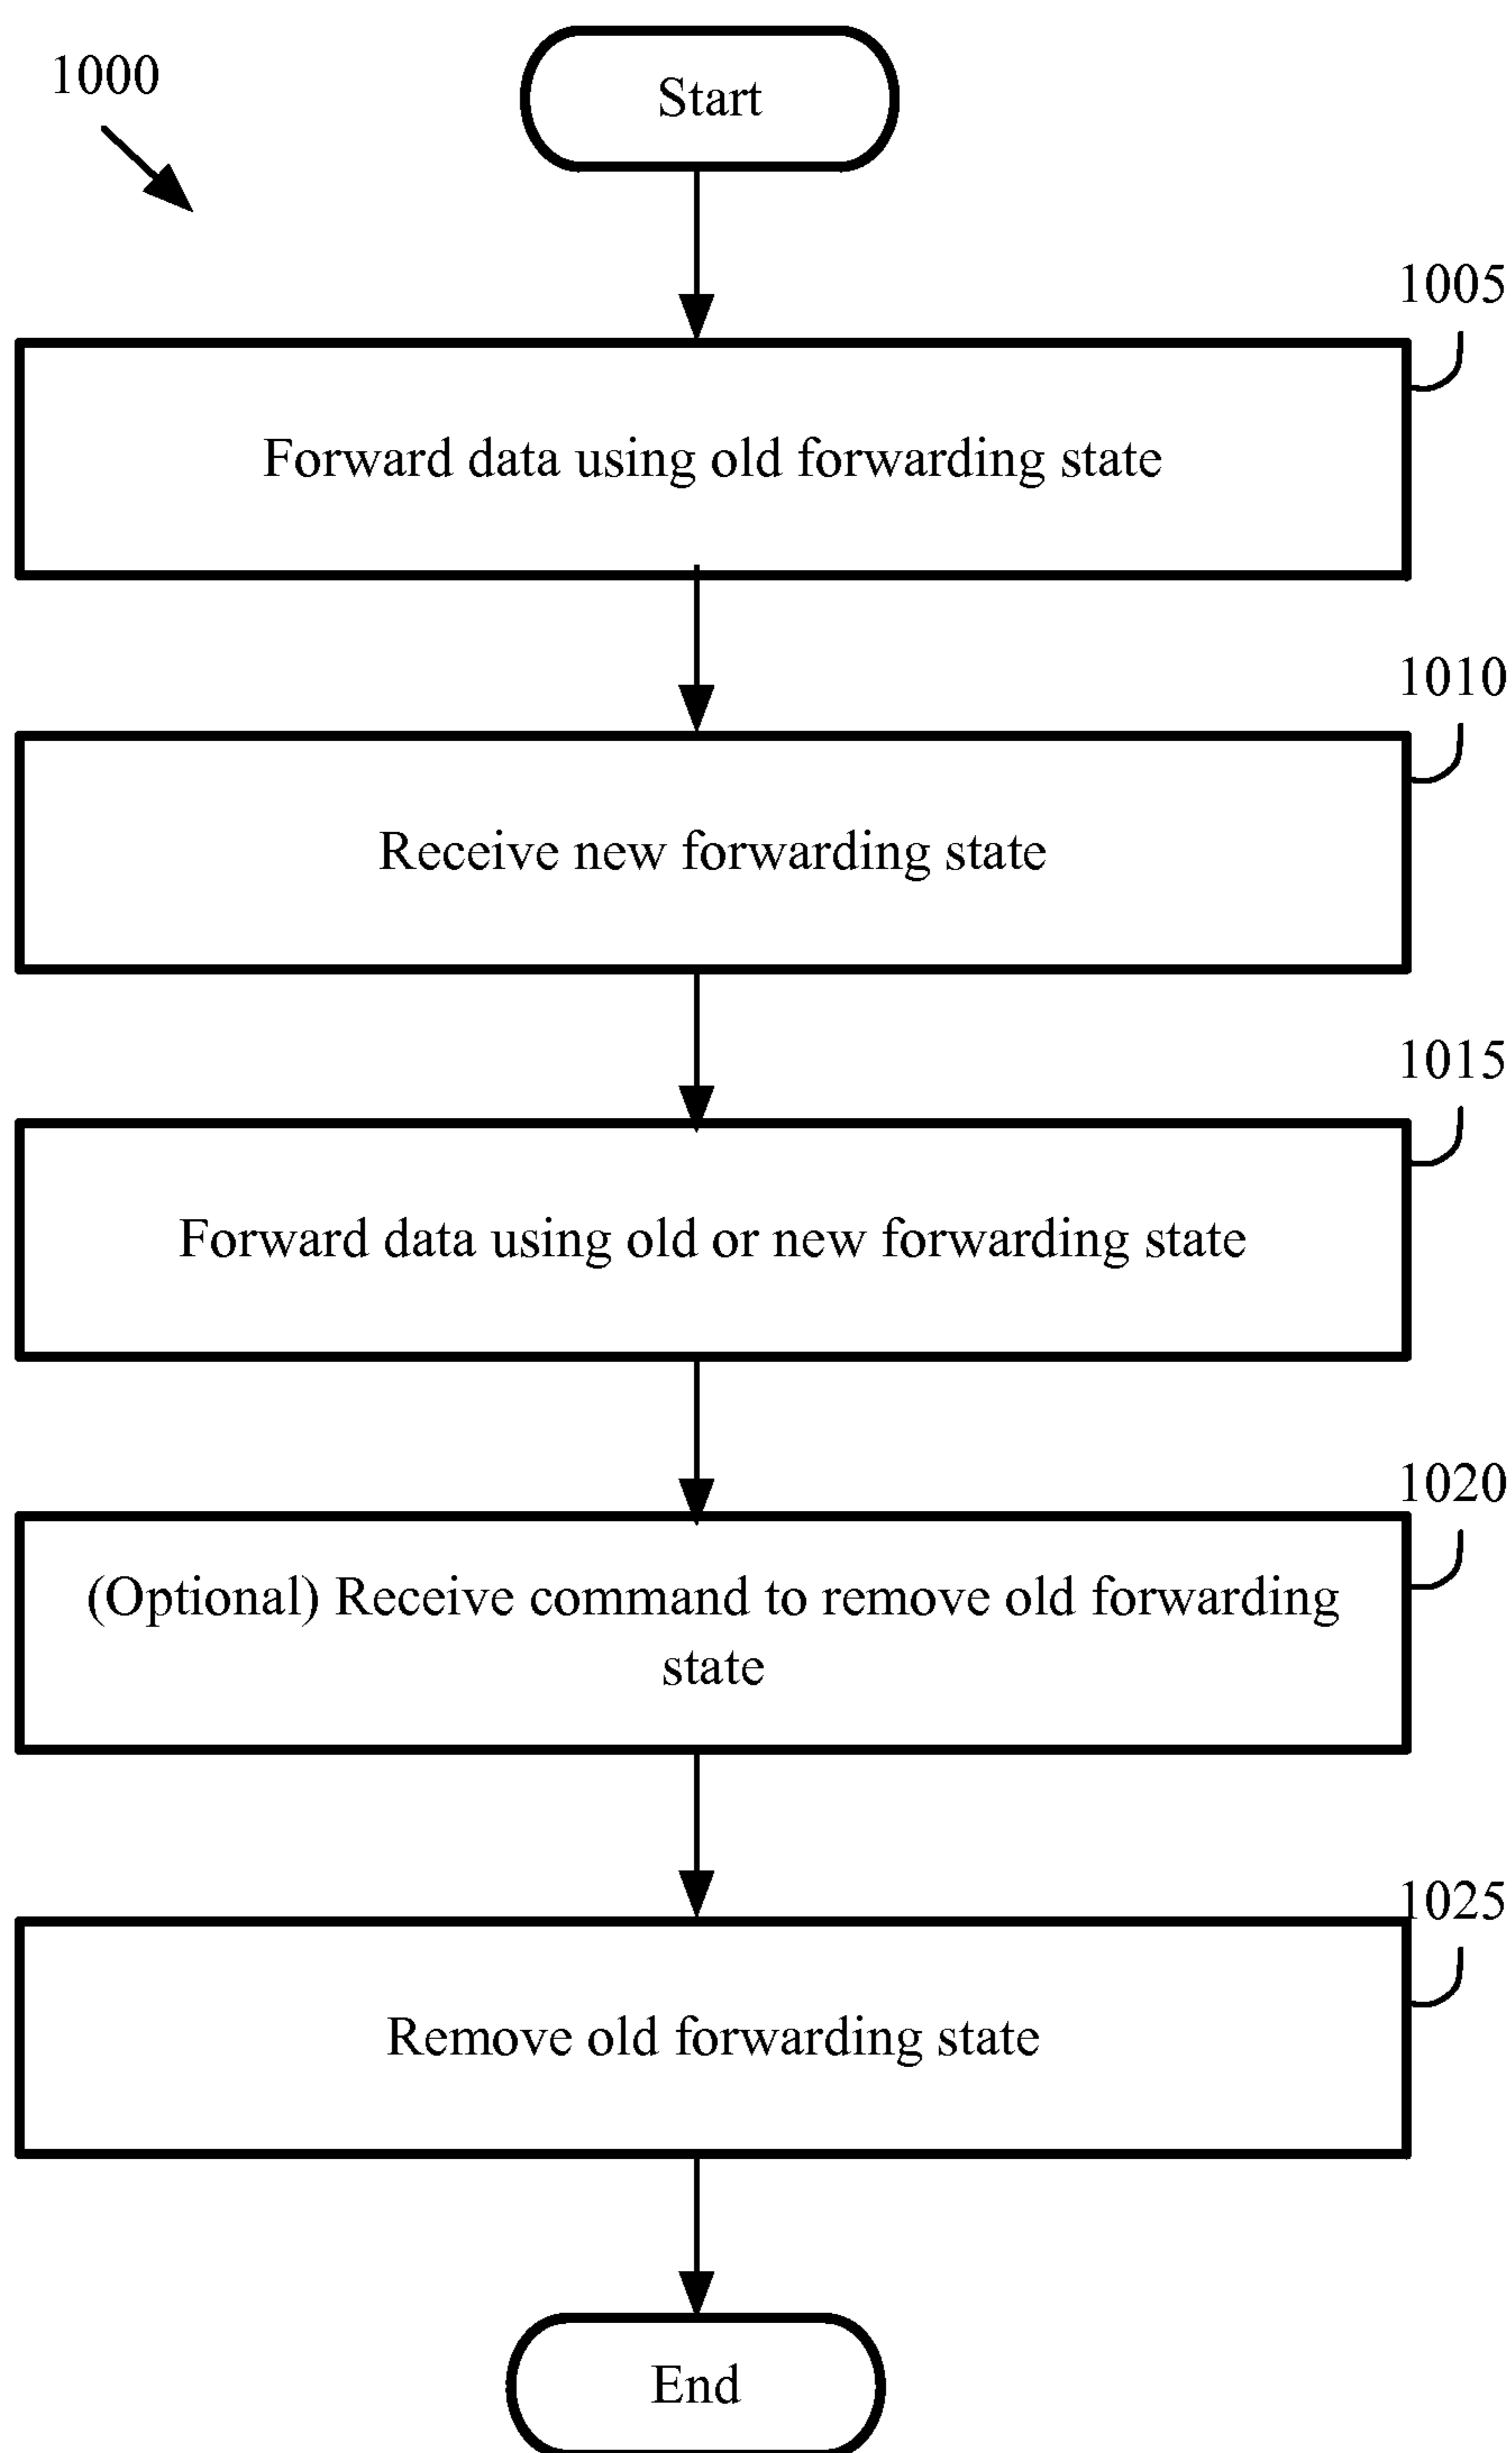 1000
Start
1005
Forward data using old forwarding state
1010
Receive new forwarding state
1015
Forward data using old or new forwarding state
1020
(Optional) Receive command to remove old forwarding
state
1025
Remove old forwarding state
End